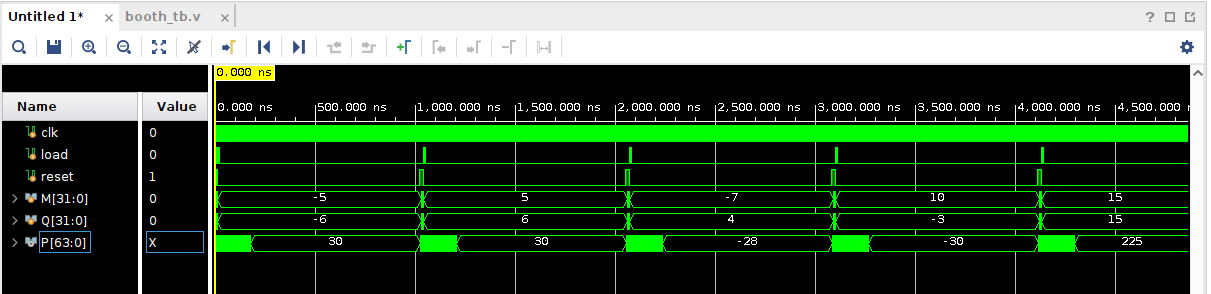 Untitled 1* × booth_tb.v × ?
0.000 ns
Name Value
0.000 ns 500.000 ns 1,000.000 ns 1,500.000 ns 2,000.000 ns 2,500.000 ns 3,000.000 ns 3,500.000 ns 4,000.000 ns 4,500.000 n
clk 0
load 0
reset 1
M[31:0] 0 -5 5 -7 10 15
Q[31:0] 0 -6 6 4 -3 15
P[63:0] X 30 30 -28 -30 225